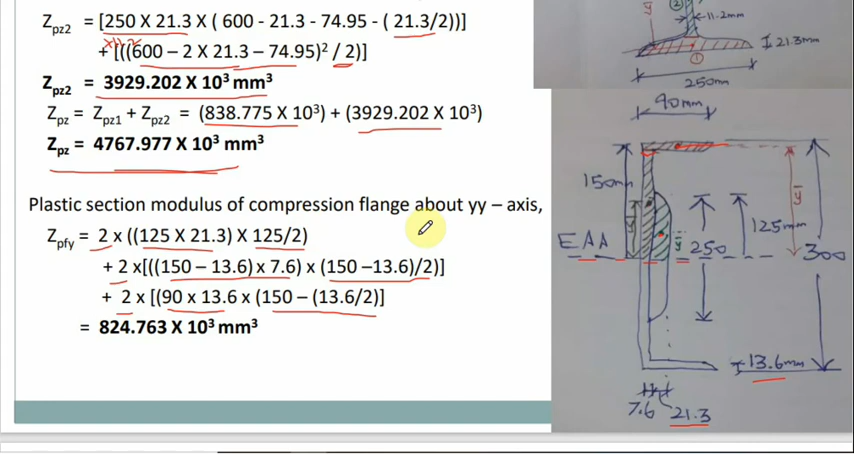 Zpz2 = [250 X 21.3 X ( 600 - 21.3 - 74.95 - ( 21.3/2))]
x11.2
+ [((600 – 2 X 21.3 – 74.95)² / 2)]
Zpz2 = 3929.202 X 10³ mm³
Zpz = Zpz1 + Zpz2 = (838.775 X 10³) + (3929.202 X 10³)
Zpz = 4767.977 X 10³ mm³
Plastic section modulus of compression flange about yy – axis,
Zpfy = 2 x ((125 X 21.3) X 125/2)
+ 2 x[((150 – 13.6) x 7.6) x (150 –13.6)/2)]
+ 2 x [(90 x 13.6 x (150 – (13.6/2)]
= 824.763 X 10³ mm³
ȳ
②
11.2mm
21.3mm
①
250mm
90mm
150mm
ȳ
125mm
ȳ
ȳ
EAA
250
300
13.6mm
7.6
21.3